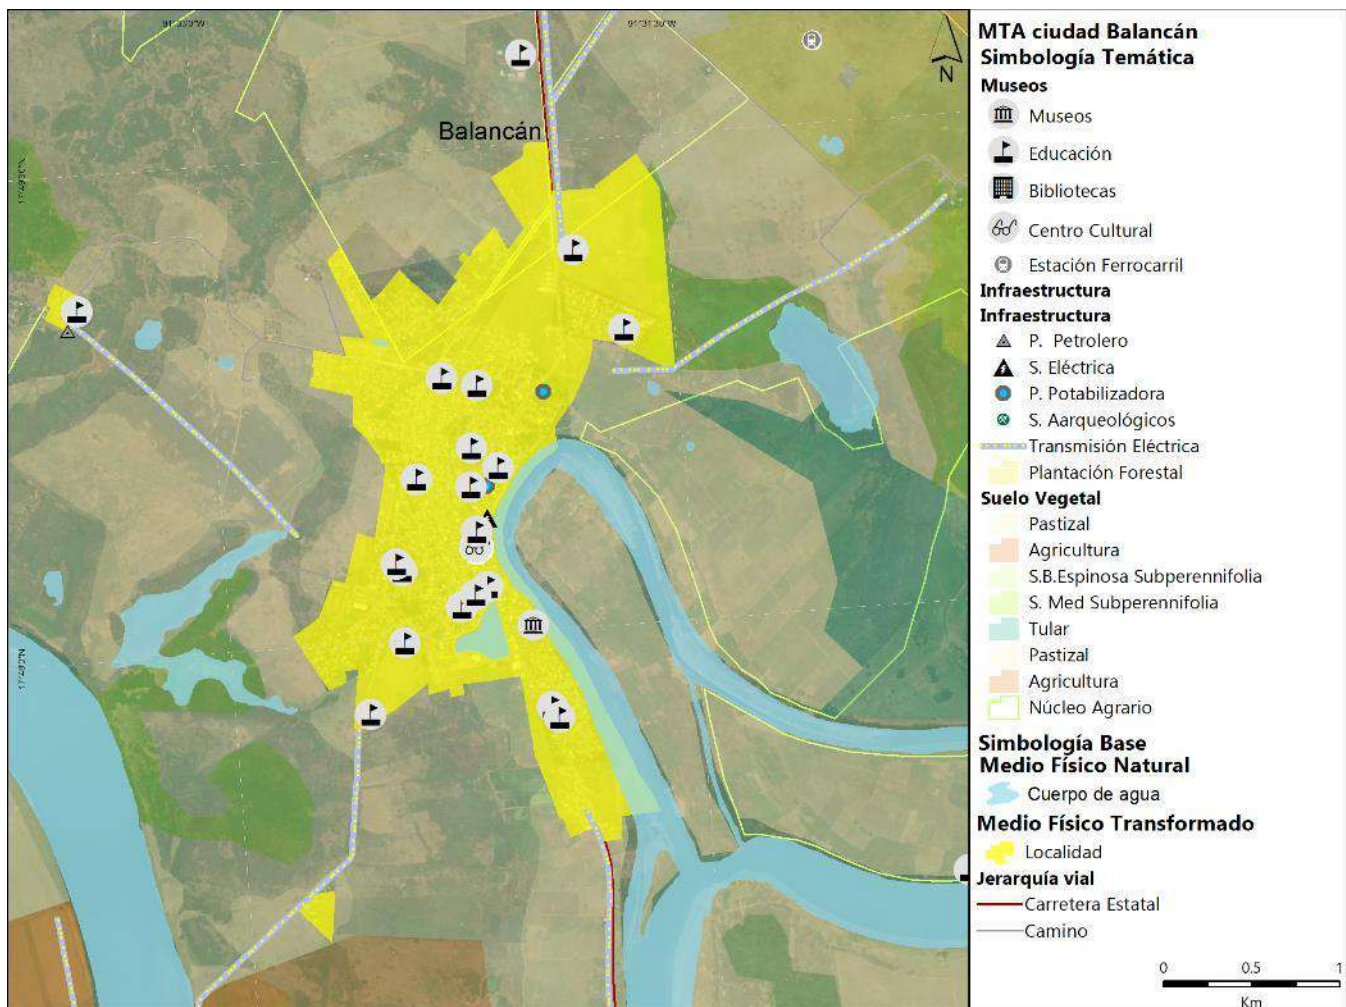 91°31'30"W
N
Balancán
MTA ciudad Balancán
Simbología Temática
Museos
Museos
Educación
Bibliotecas
Centro Cultural
Estación Ferrocarril
Infraestructura
Infraestructura
P. Petrolero
S. Eléctrica
P. Potabilizadora
S. Aarqueológicos
Transmisión Eléctrica
Plantación Forestal
Suelo Vegetal
Pastizal
Agricultura
S.B.Espinosa Subperennifolia
S. Med Subperennifolia
Tular
Pastizal
Agricultura
Núcleo Agrario
Simbología Base
Medio Físico Natural
Cuerpo de agua
Medio Físico Transformado
Localidad
Jerarquía vial
Carretera Estatal
Camino
0 0.5 1
Km